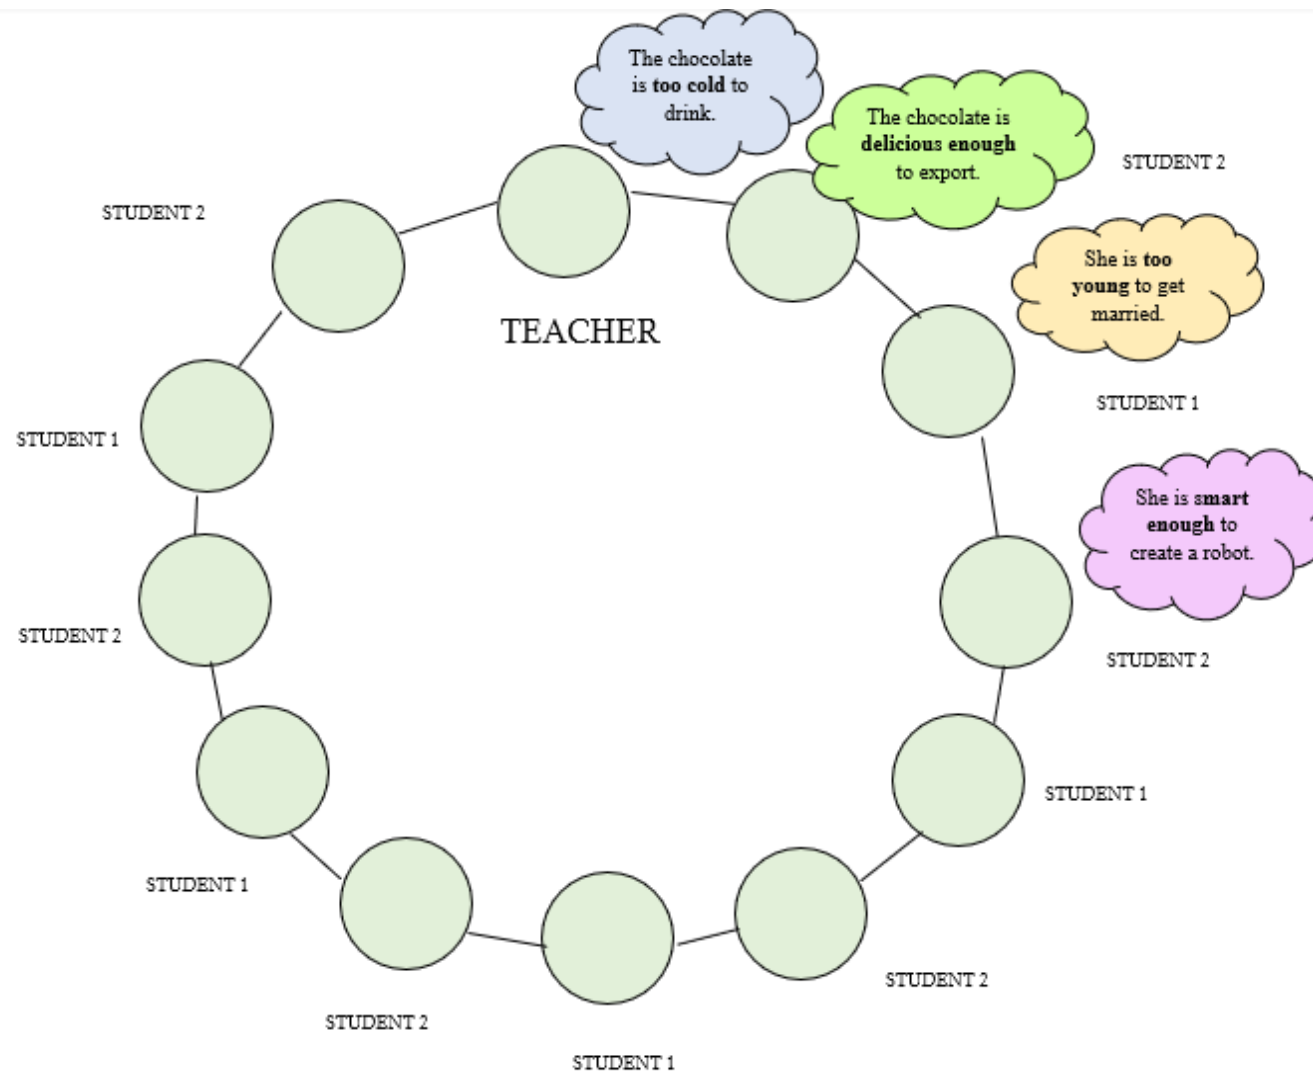 The chocolate
is too cold to
drink.
The chocolate is
delicious enough
to export.
STUDENT 2
STUDENT 2
She is too
young to get
married.
TEACHER
STUDENT 1
STUDENT 1
She is smart
enough to
create a robot.
STUDENT 2
STUDENT 2
STUDENT 1
STUDENT 1
STUDENT 2
STUDENT 2
STUDENT 1